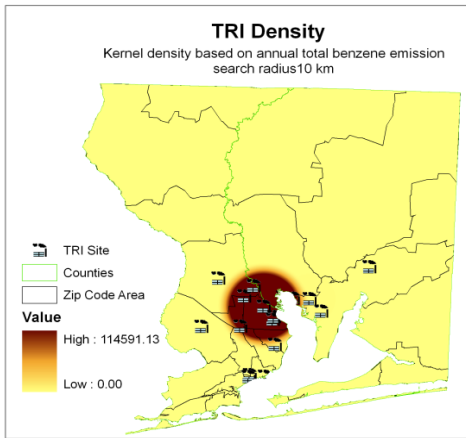 TRI Density
Kernel density based on annual total benzene emission
search radius10 km
TRI Site
Counties
Zip Code Area
Value
High : 114591.13
Low : 0.00